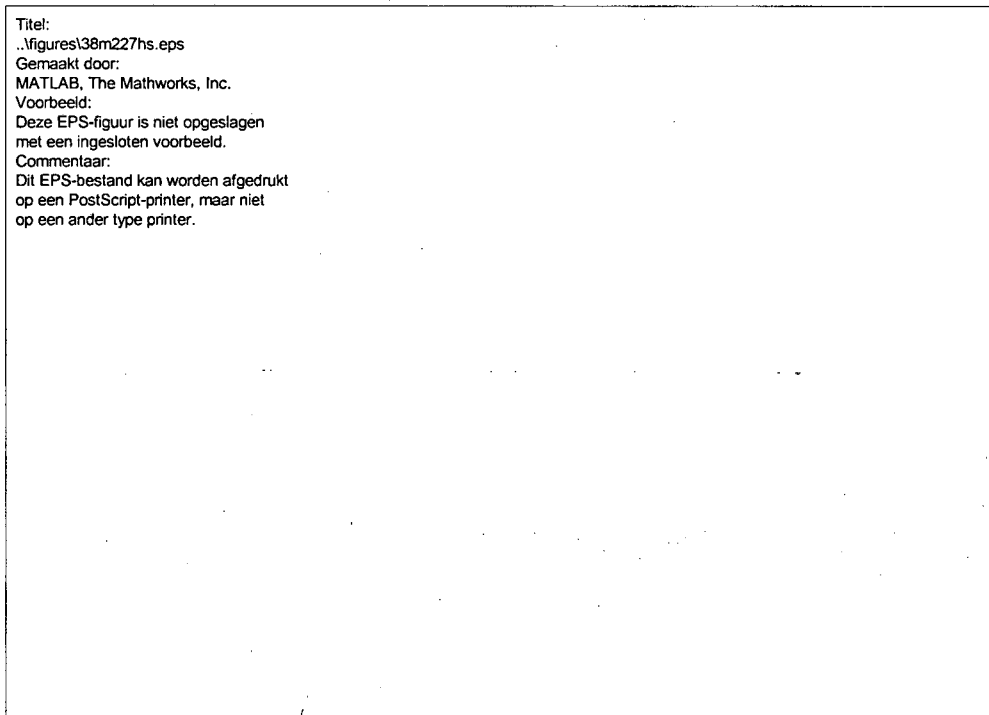 Titel:
..\figures\38m227hs.eps
Gemaakt door:
MATLAB, The Mathworks, Inc.
Voorbeeld:
Deze EPS-figuur is niet opgeslagen
met een ingesloten voorbeeld.
Commentaar:
Dit EPS-bestand kan worden afgedrukt
op een PostScript-printer, maar niet
op een ander type printer.